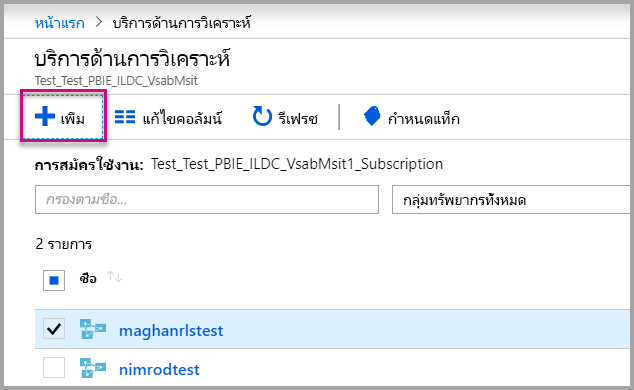 หน้าแรก > บริการด้านการวิเคราะห์
บริการด้านการวิเคราะห์
Test_Test_PBIE_ILDC_VsabMsit
เพิ่ม แก้ไขคอลัมน์ รีเฟรช กำหนดแท็ก
การสมัครใช้งาน: Test_Test_PBIE_ILDC_VsabMsit1_Subscription
กรองตามชื่อ... กลุ่มทรัพยากรทั้งหมด
2 รายการ
ชื่อ
maghanrlstest
nimrodtest